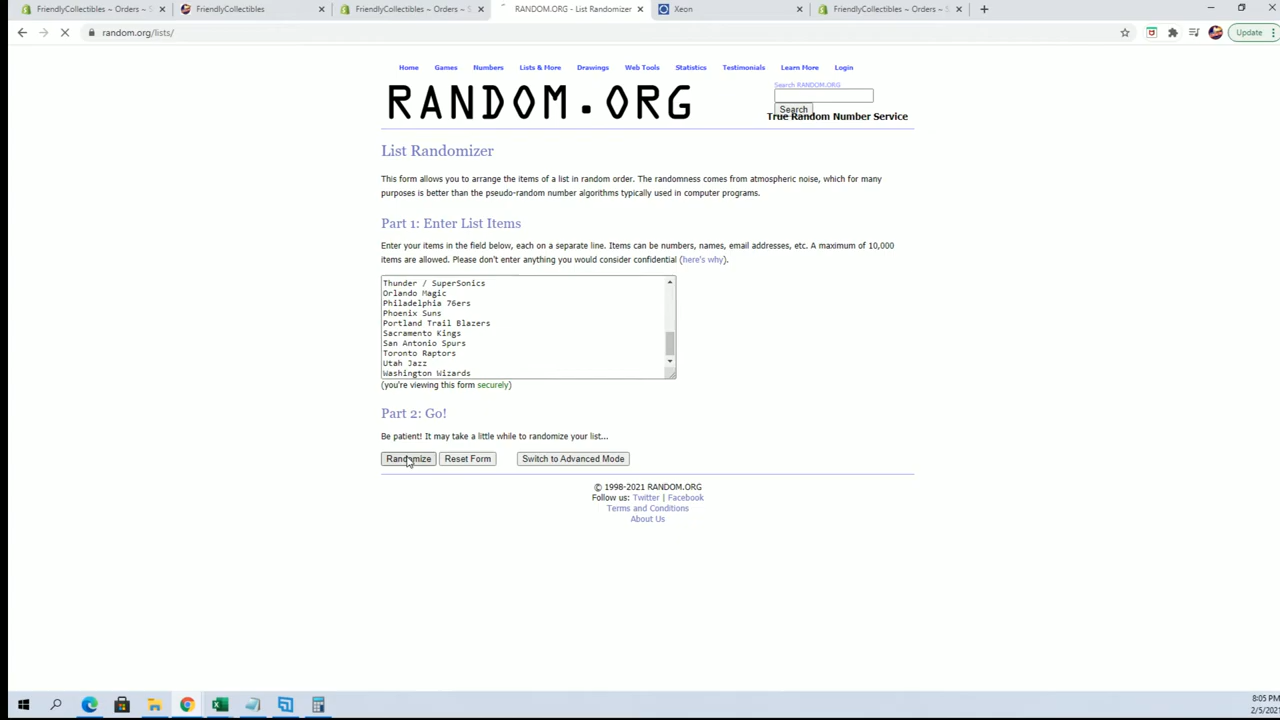 FriendlyCollectibles ~ Orders ~ S
FriendlyCollectibles
FriendlyCollectibles ~ Orders ~ S
RANDOM.ORG - List Randomizer
Xeon
FriendlyCollectibles ~ Orders ~ S
random.org/lists/
Update
Home Games Numbers Lists & More Drawings Web Tools Statistics Testimonials Learn More Login
Search RANDOM.ORG
RANDOM.ORG
Search
True Random Number Service
List Randomizer
This form allows you to arrange the items of a list in random order. The randomness comes from atmospheric noise, which for many
purposes is better than the pseudo-random number algorithms typically used in computer programs.
Part 1: Enter List Items
Enter your items in the field below, each on a separate line. Items can be numbers, names, email addresses, etc. A maximum of 10,000
items are allowed. Please don't enter anything you would consider confidential (here's why).
Thunder / SuperSonics
Orlando Magic
Philadelphia 76ers
Phoenix Suns
Portland Trail Blazers
Sacramento Kings
San Antonio Spurs
Toronto Raptors
Utah Jazz
Washington Wizards
(you're viewing this form securely)
Part 2: Go!
Be patient! It may take a little while to randomize your list...
Randomize Reset Form Switch to Advanced Mode
© 1998-2021 RANDOM.ORG
Follow us: Twitter | Facebook
Terms and Conditions
About Us
8:05 PM
2/5/2021